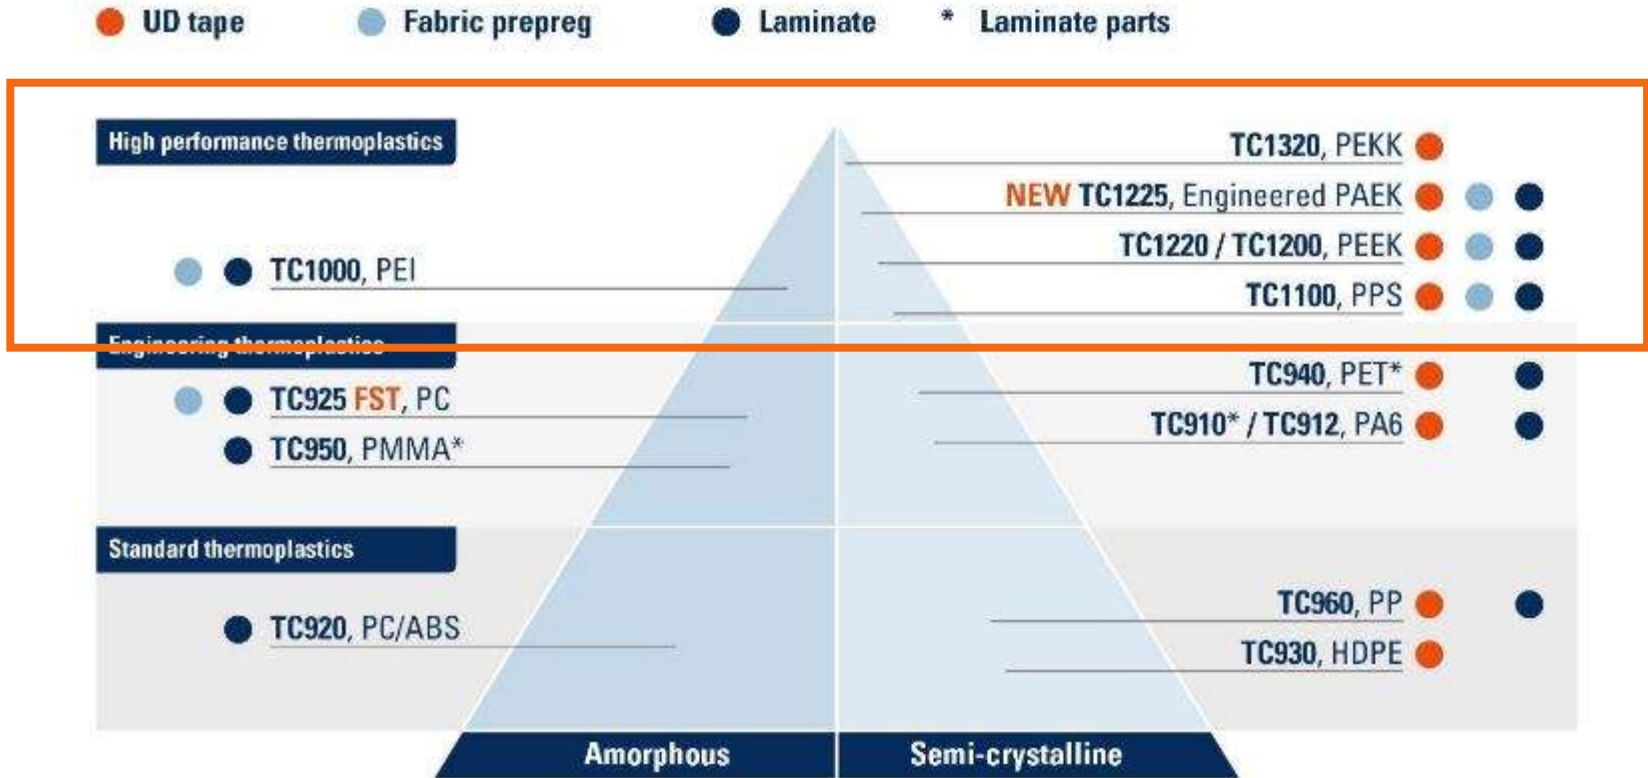 UD tape Fabric prepreg Laminate * Laminate parts
High performance thermoplastics
TC1320, PEKK
NEW TC1225, Engineered PAEK
TC1220 / TC1200, PEEK
TC1000, PEI
TC1100, PPS
Engineering thermoplastics
TC940, PET*
TC925 FST, PC
TC910* / TC912, PA6
TC950, PMMA*
Standard thermoplastics
TC960, PP
TC920, PC/ABS
TC930, HDPE
Amorphous Semi-crystalline